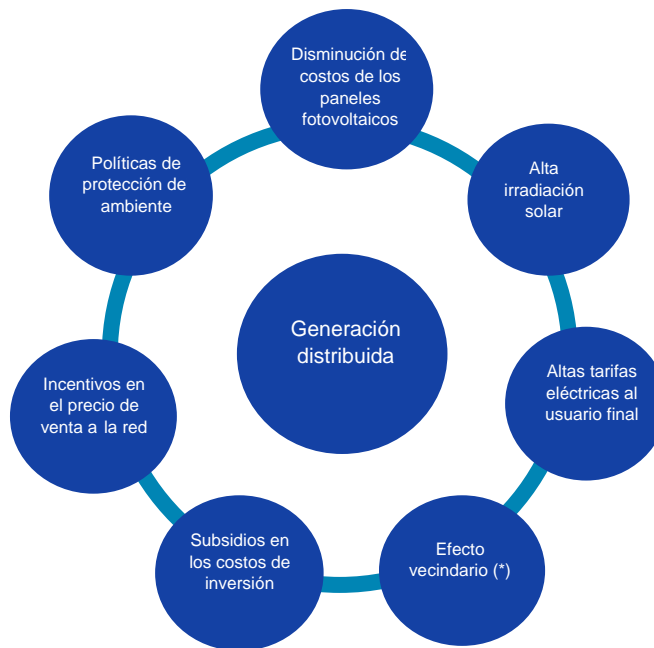 Disminución de
costos de los
paneles
fotovoltaicos
Alta
irradiación
solar
Altas tarifas
eléctricas al
usuario final
Efecto
vecindario (*)
Subsidios en
los costos de
inversión
Incentivos en
el precio de
venta a la red
Políticas de
protección de
ambiente
Generación
distribuida